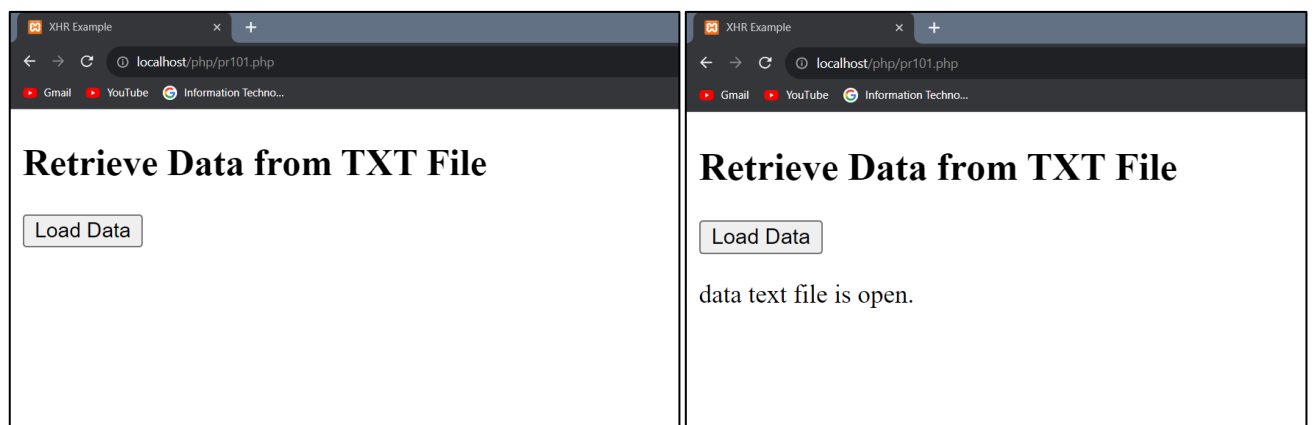 XHR Example
localhost/php/pr101.php
Gmail YouTube Information Techno...
Retrieve Data from TXT File
Load Data
XHR Example
localhost/php/pr101.php
Gmail YouTube Information Techno...
Retrieve Data from TXT File
Load Data
data text file is open.